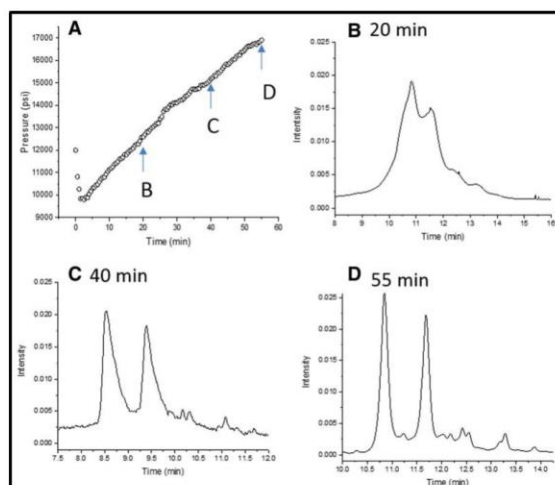 A
17000
16000
15000
14000
13000
12000
11000
10000
9000
Pressure (psi)
B
C
D
0 10 20 30 40 50 60
Time (min)
B 20 min
0.025
0.020
0.015
0.010
0.005
0.000
Intentsity
8 9 10 11 12 13 14 15 16
Time (min)
C 40 min
0.025
0.020
0.015
0.010
0.005
0.000
Intensity
7.5 8.0 8.5 9.0 9.5 10.0 10.5 11.0 11.5 12.0
Time (min)
D 55 min
0.025
0.020
0.015
0.010
0.005
0.000
Intensity
10.0 10.5 11.0 11.5 12.0 12.5 13.0 13.5 14.0
Time (min)